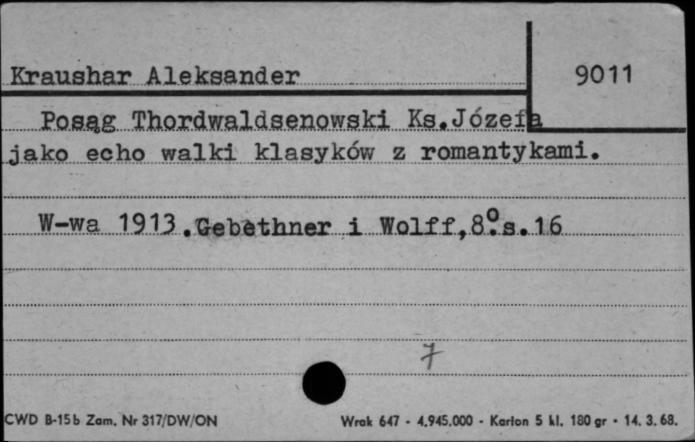 Kraushar Aleksander
9011
Posąg Thordwaldsenowski Ks.Józefa
jako echo walki klasyków z romantykami.
W-wa 1913.Gebethner i Wolff,8°.s.16
7
CWD B-15b Zam. Nr 317/DW/ON
Wrak 647 - 4.945.000 - Karton 5 kl. 180 gr - 14. 3. 68.